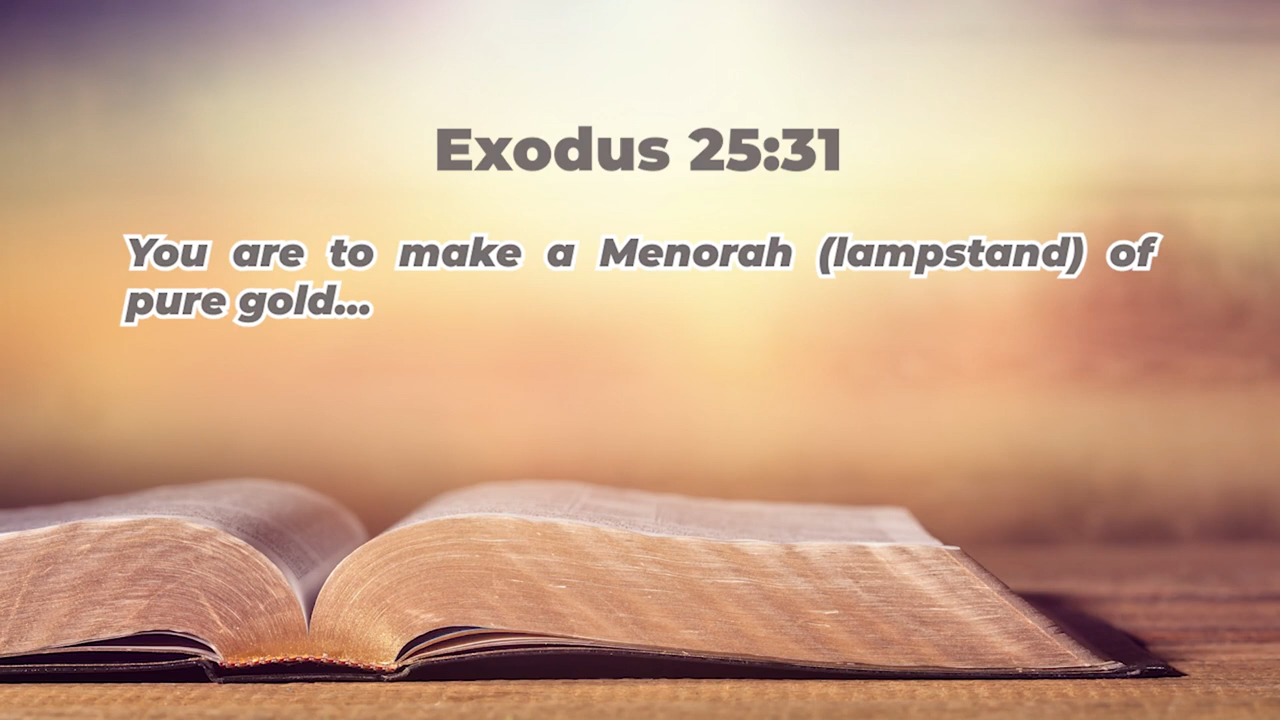 Exodus 25:31
You are to make a Menorah (lampstand) of
pure gold...